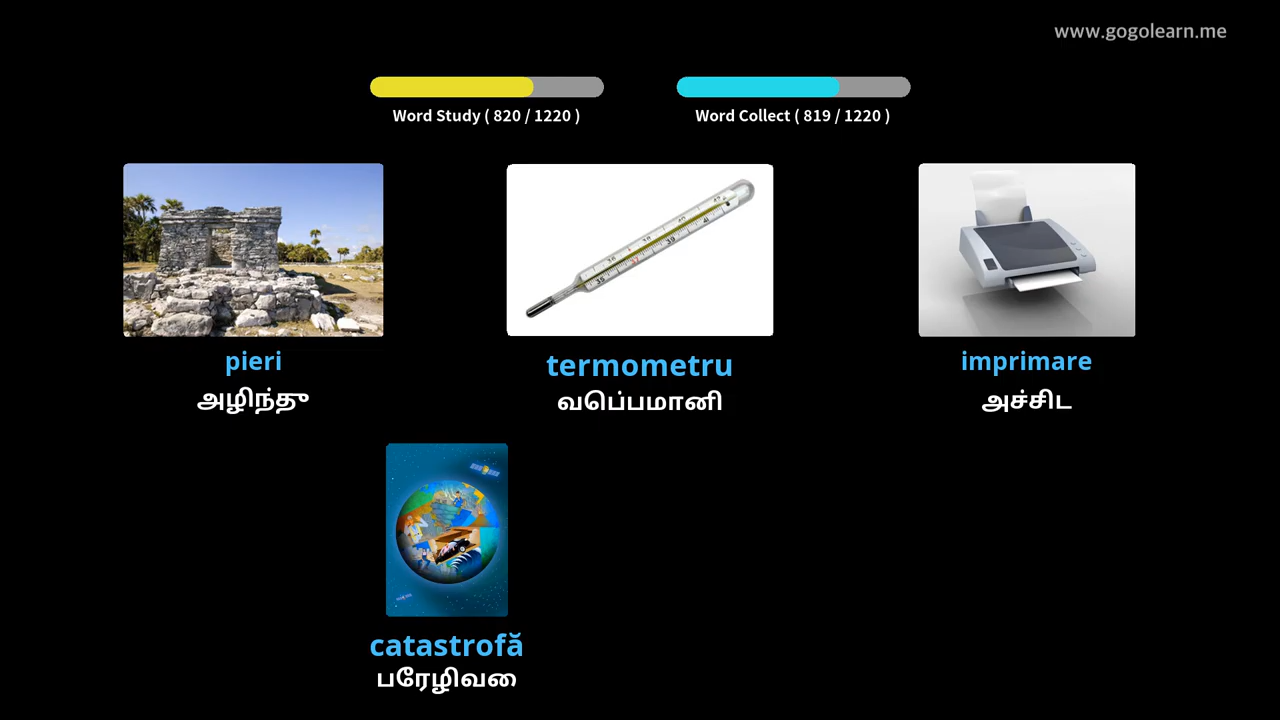 www.gogolearn.me
Word Study ( 820 / 1220 )
Word Collect ( 819 / 1220 )
pieri
அழிந்து
termometru
வெப்பமானி
imprimare
அச்சிட
catastrofă
பேரழிவை